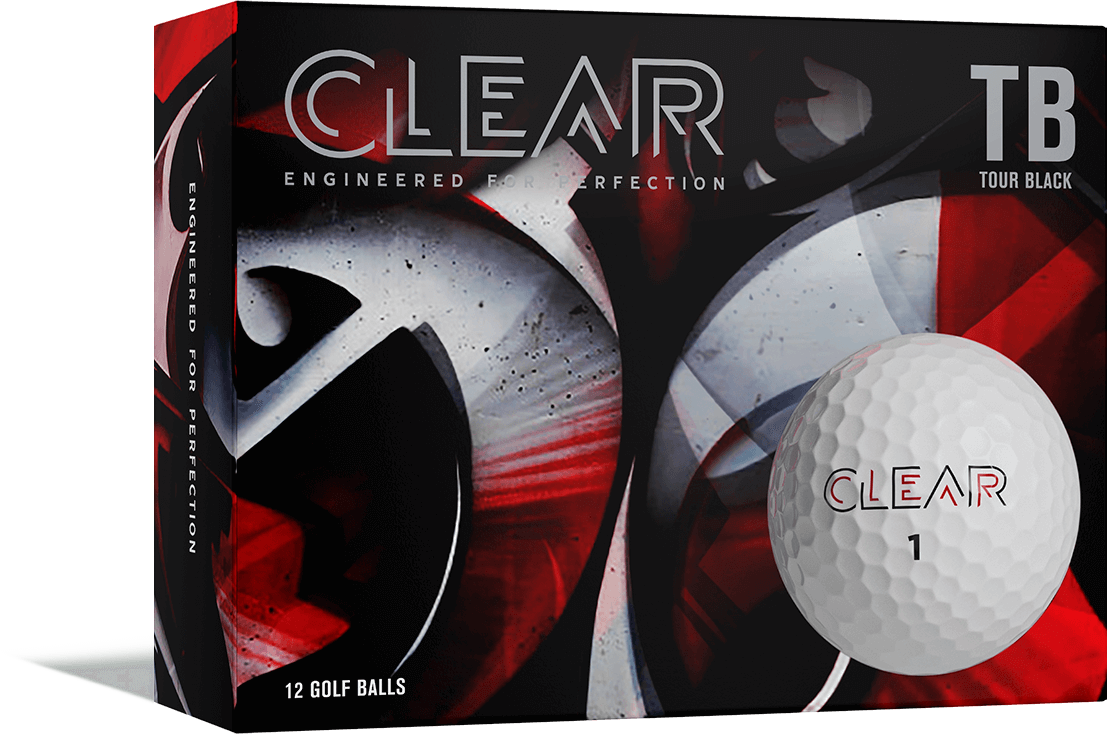 CLEAR
ENGINEERED FOR PERFECTION
TB
TOUR BLACK
ENGINEERED FOR PERFECTION
CLEAR
1
12 GOLF BALLS